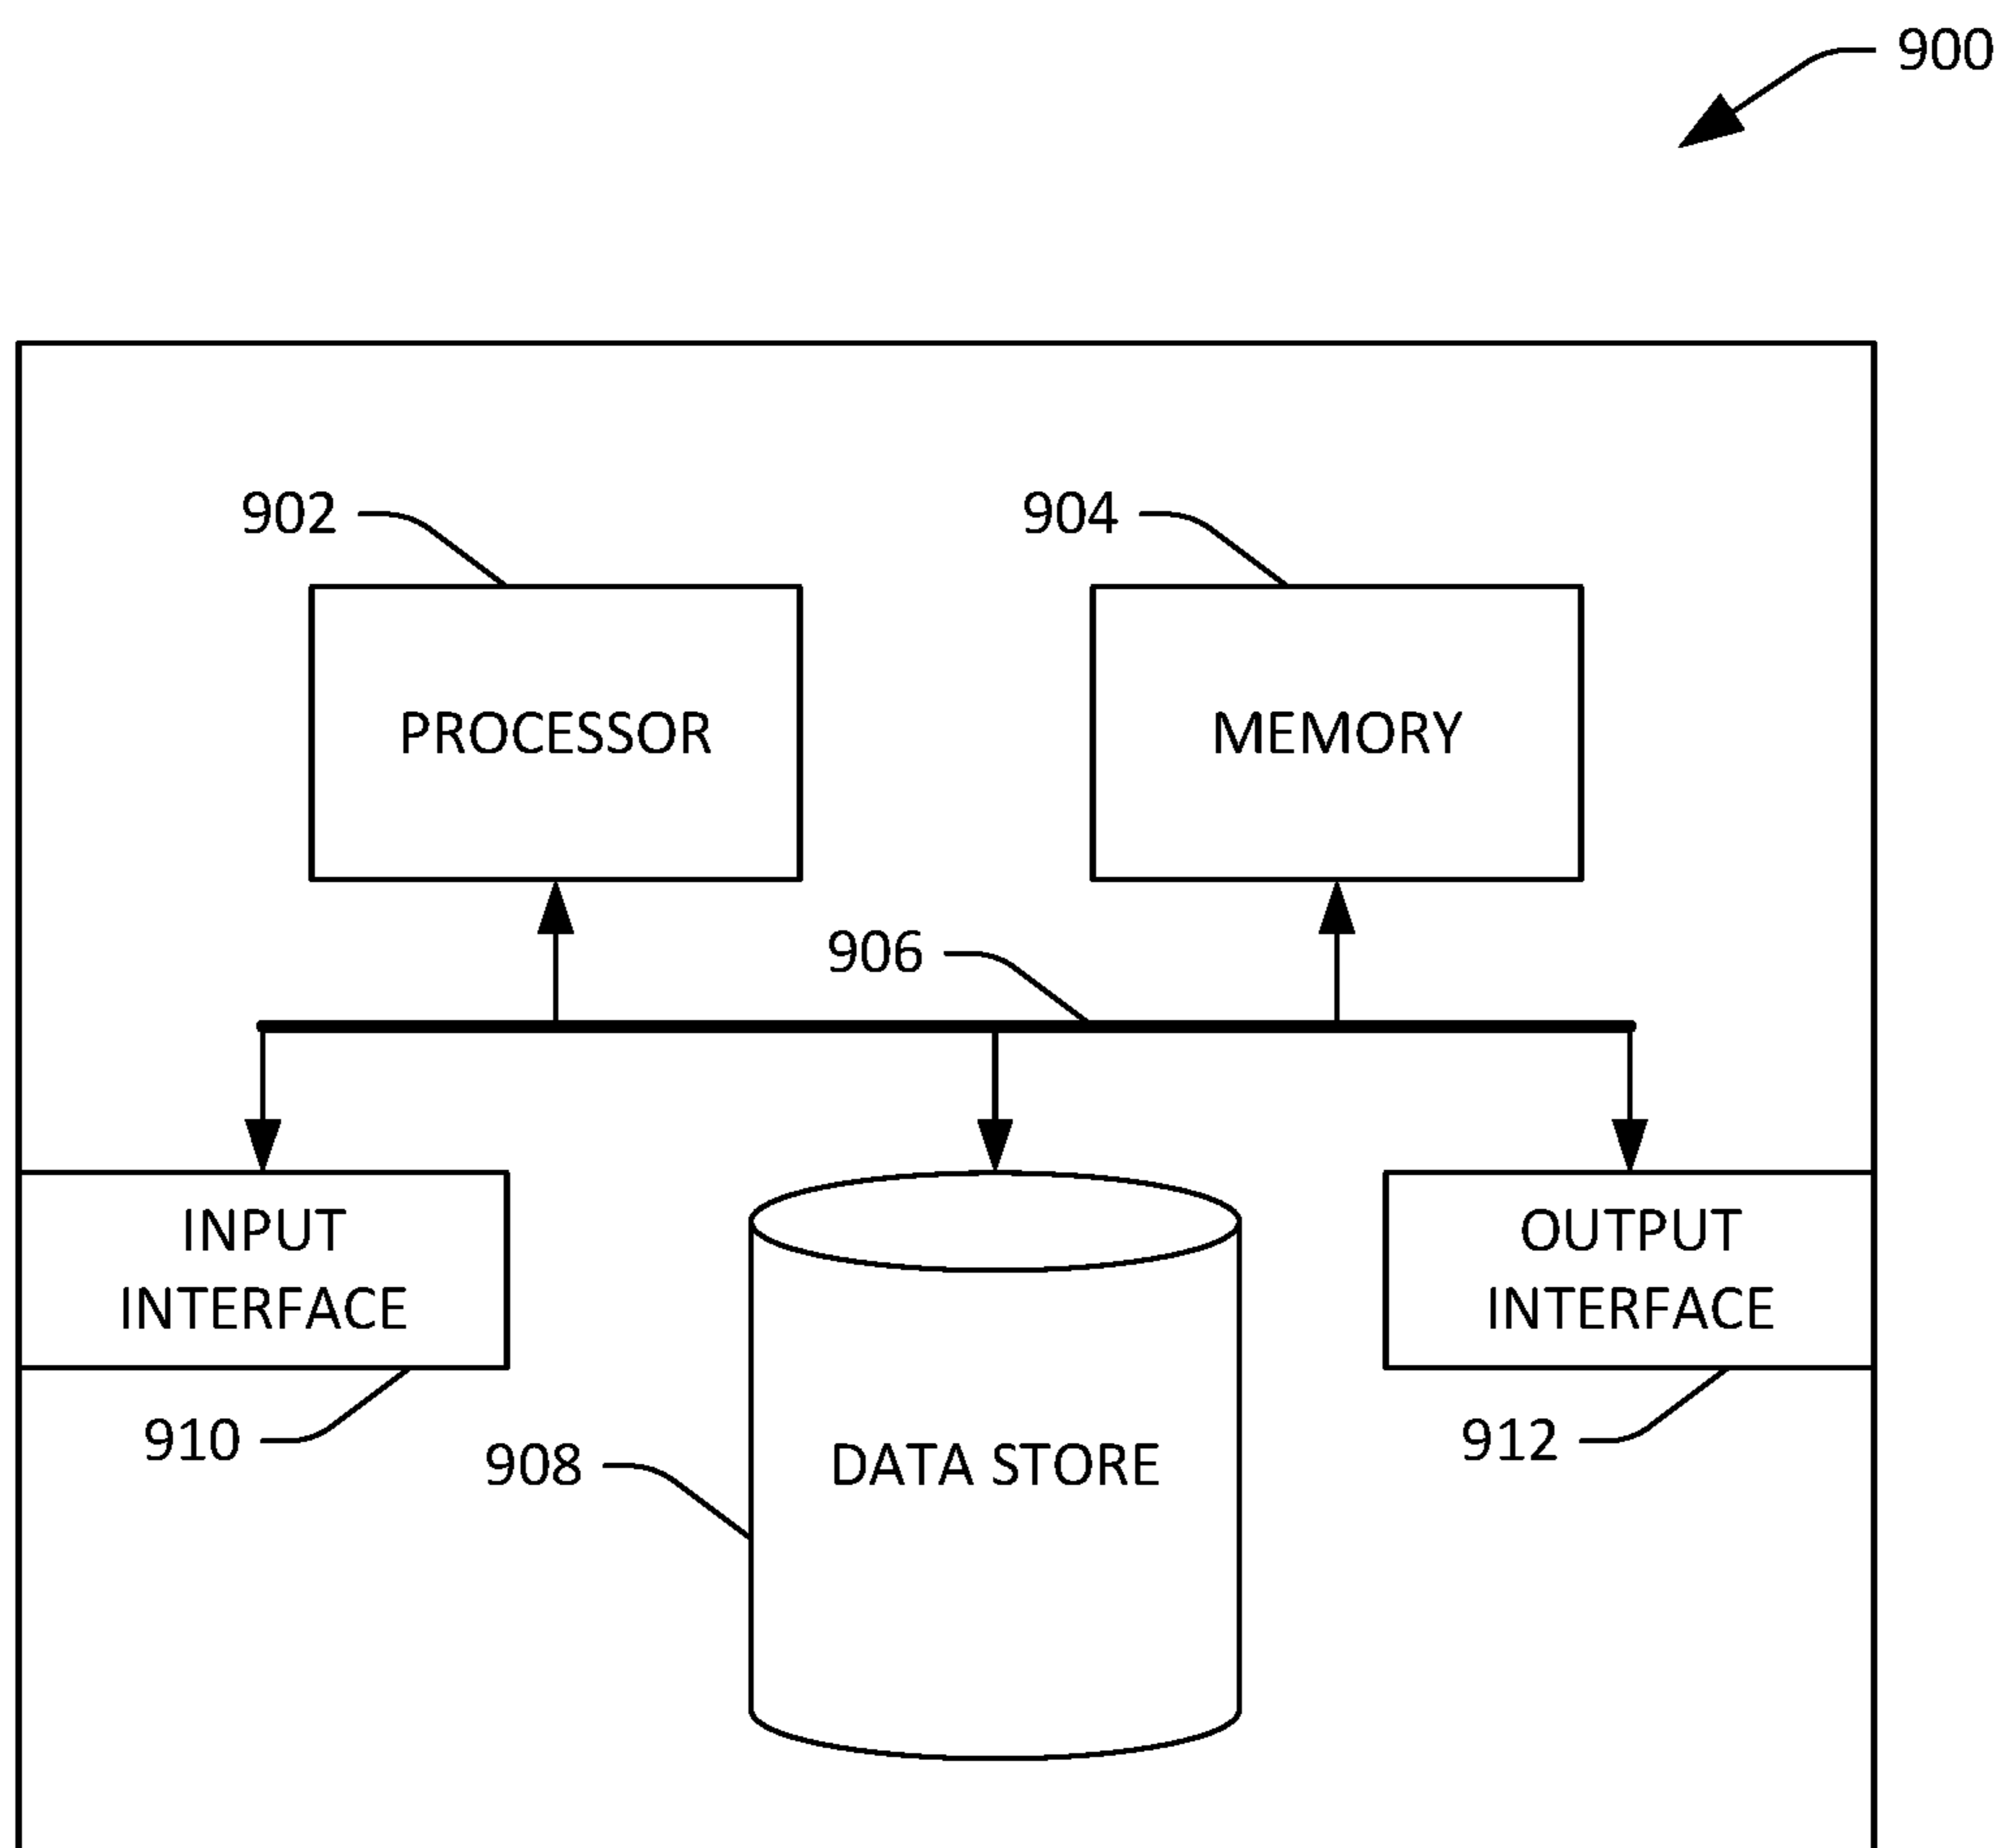 900
902
904
PROCESSOR
MEMORY
906
INPUT
INTERFACE
OUTPUT
INTERFACE
910
908
DATA STORE
912